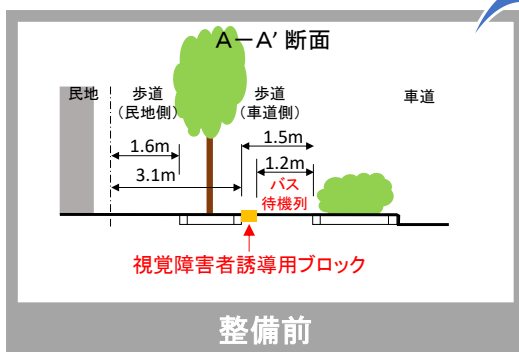 A－A’ 断面
民地
歩道
（民地側）
歩道
（車道側）
車道
1.5m
1.6m
1.2m
3.1m
バス
待機列
視覚障害者誘導用ブロック
整備前